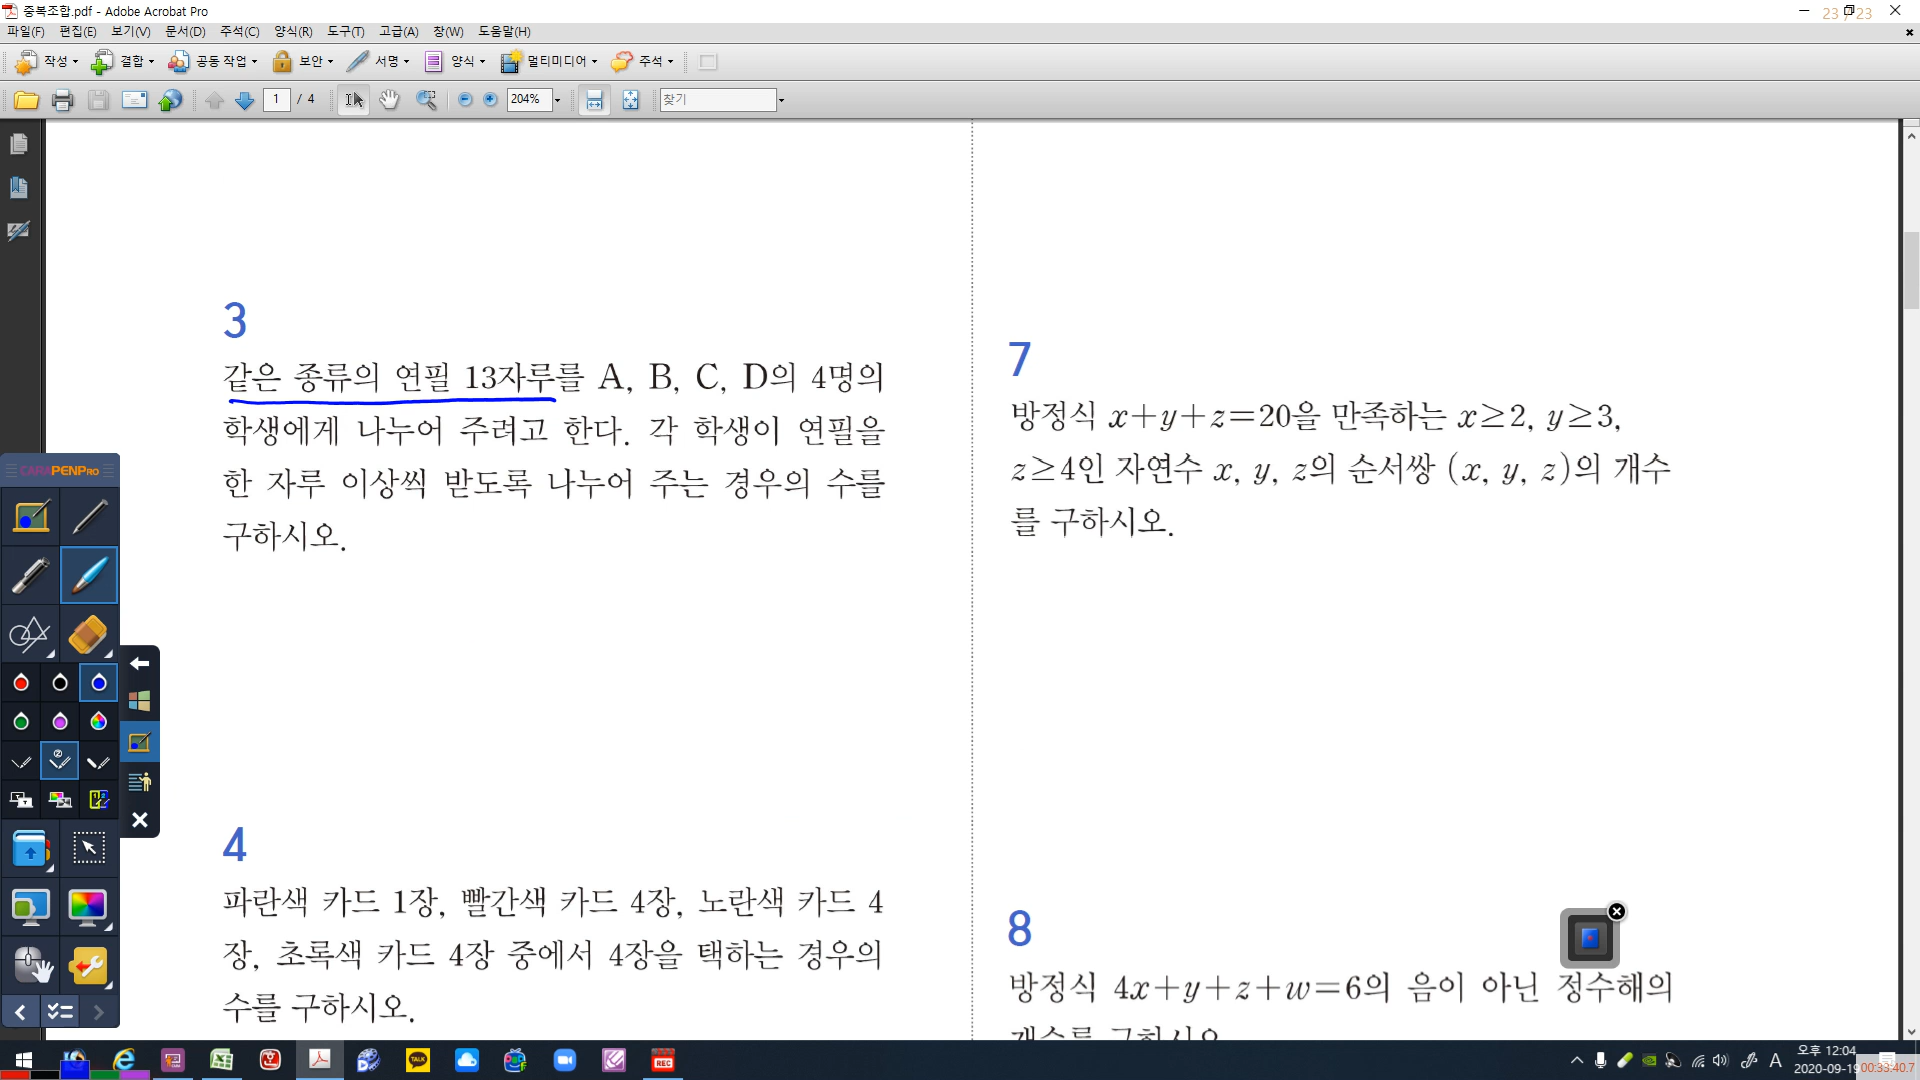 중복조합.pdf - Adobe Acrobat Pro
23 / 23
파일(F) 편집(E) 보기(V) 문서(D) 주석(C) 양식(R) 도구(T) 고급(A) 창(W) 도움말(H)
작성 결합 공동 작업 보안 서명 양식 멀티미디어 주석
1 / 4 204% 찾기
3
같은 종류의 연필 13자루를 A, B, C, D의 4명의
학생에게 나누어 주려고 한다. 각 학생이 연필을
한 자루 이상씩 받도록 나누어 주는 경우의 수를
구하시오.
4
파란색 카드 1장, 빨간색 카드 4장, 노란색 카드 4
장, 초록색 카드 4장 중에서 4장을 택하는 경우의
수를 구하시오.
7
방정식 x+y+z=20을 만족하는 x≥2, y≥3,
z≥4인 자연수 x, y, z의 순서쌍 (x, y, z)의 개수
를 구하시오.
8
방정식 4x+y+z+w=6의 음이 아닌 정수해의
개수를 구하시오
CARAPENPRO
②
TALK
REC
A
오후 12:04
2020-09-19
00:33:40.7